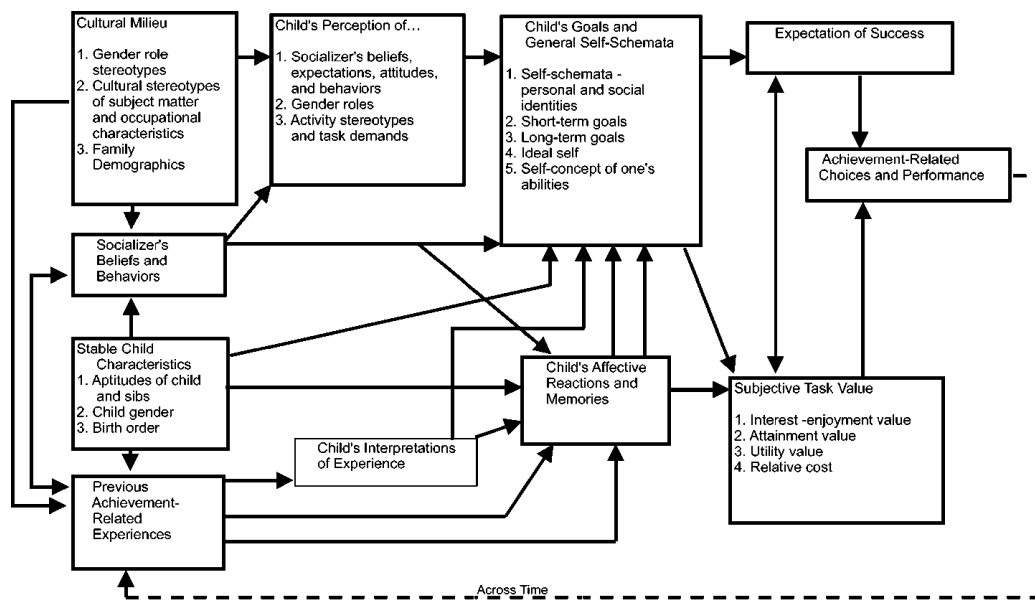 Cultural Milieu
1. Gender role
stereotypes
2. Cultural stereotypes
of subject matter
and occupational
characteristics
3. Family
Demographics
Child's Perception of...
1. Socializer's beliefs,
expectations, attitudes,
and behaviors
2. Gender roles
3. Activity stereotypes
and task demands
Child's Goals and
General Self-Schemata
1. Self-schemata -
personal and social
identities
2. Short-term goals
3. Long-term goals
4. Ideal self
5. Self-concept of one's
abilities
Expectation of Success
Achievement-Related
Choices and Performance
Socializer's
Beliefs and
Behaviors
Stable Child
Characteristics
1. Aptitudes of child
and sibs
2. Child gender
3. Birth order
Child's Affective
Reactions and
Memories
Subjective Task Value
1. Interest -enjoyment value
2. Attainment value
3. Utility value
4. Relative cost
Child's Interpretations
of Experience
Previous
Achievement-
Related
Experiences
Across Time